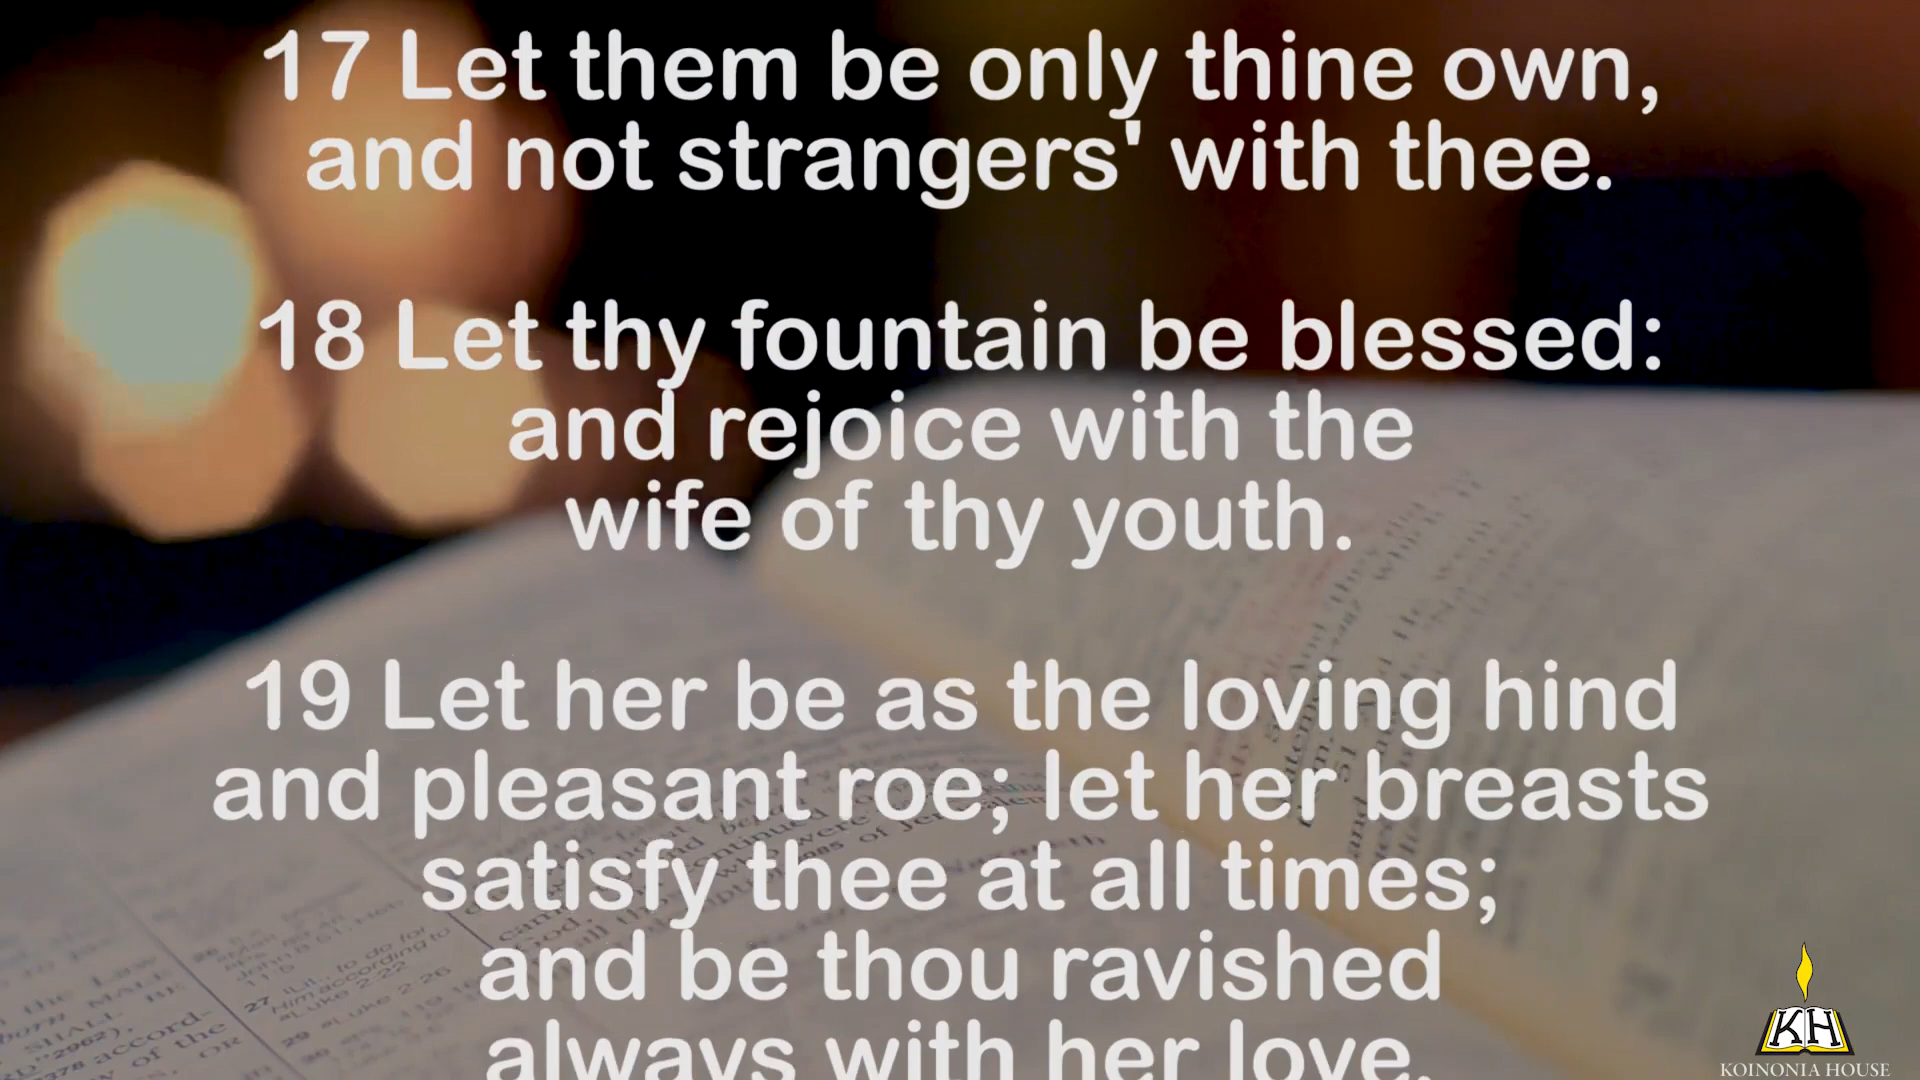 17 Let them be only thine own,
and not strangers' with thee.
18 Let thy fountain be blessed:
and rejoice with the
wife of thy youth.
19 Let her be as the loving hind
and pleasant roe; let her breasts
satisfy thee at all times;
and be thou ravished
always with her love.
KH
KOINONIA HOUSE